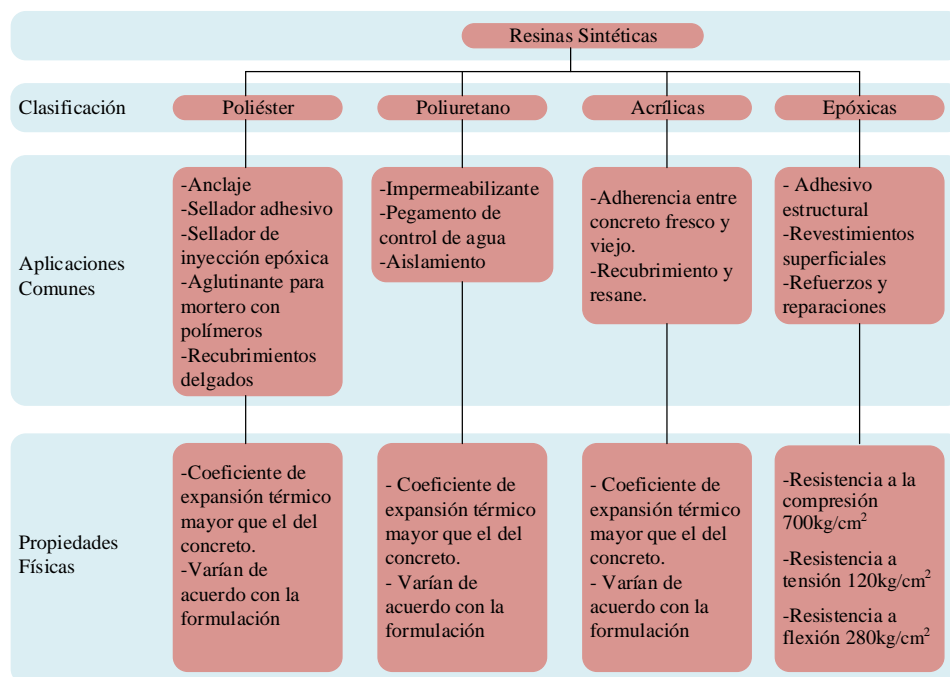 Resinas Sintéticas
Clasificación
Poliéster
Poliuretano
Acrílicas
Epóxicas
Aplicaciones
Comunes
-Anclaje
-Sellador adhesivo
-Sellador de
inyección epóxica
-Aglutinante para
mortero con
polímeros
-Recubrimientos
delgados
-Impermeabilizante
-Pegamento de
control de agua
-Aislamiento
-Adherencia entre
concreto fresco y
viejo.
-Recubrimiento y
resane.
- Adhesivo
estructural
-Revestimientos
superficiales
-Refuerzos y
reparaciones
Propiedades
Físicas
-Coeficiente de
expansión térmico
mayor que el del
concreto.
-Varían de
acuerdo con la
formulación
- Coeficiente de
expansión térmico
mayor que el del
concreto.
- Varían de
acuerdo con la
formulación
- Coeficiente de
expansión térmico
mayor que el del
concreto.
- Varían de
acuerdo con la
formulación
-Resistencia a la
compresión
700kg/cm²
-Resistencia a
tensión 120kg/cm²
-Resistencia a
flexión 280kg/cm²